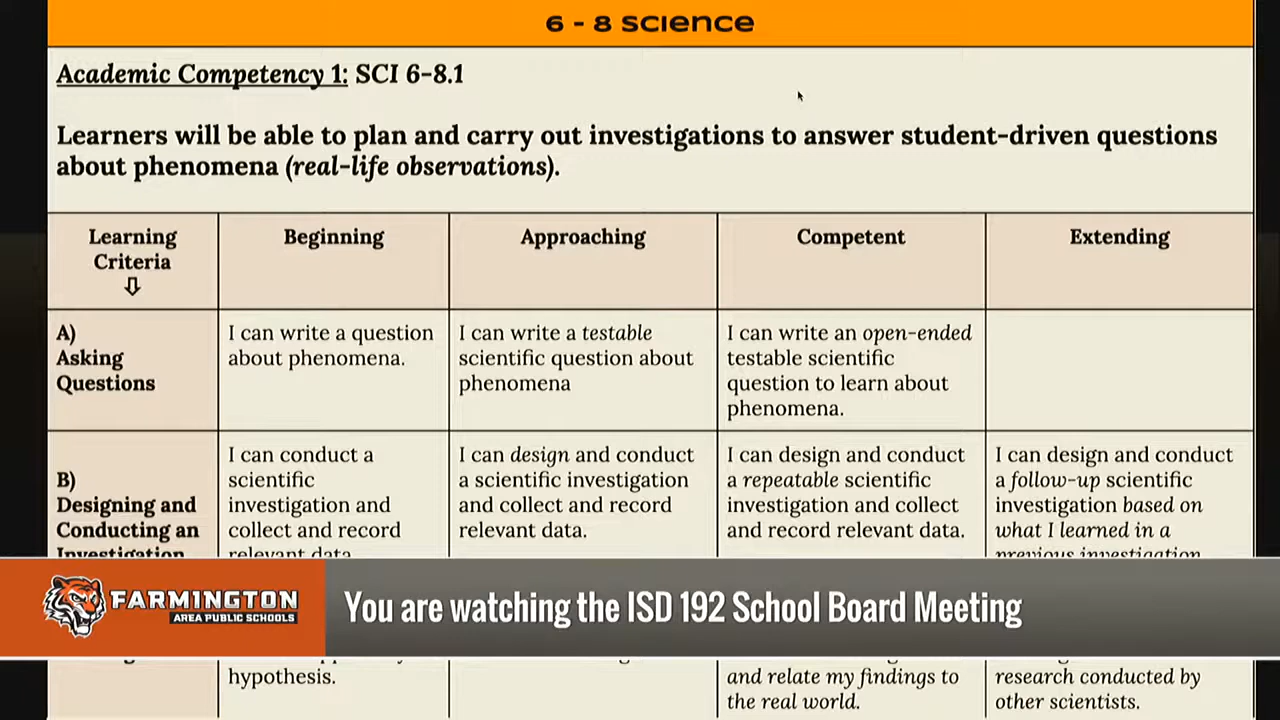 6 - 8 Science
Academic Competency 1: SCI 6-8.1
Learners will be able to plan and carry out investigations to answer student-driven questions
about phenomena (real-life observations).
Learning
Criteria
⇩
Beginning
Approaching
Competent
Extending
A)
Asking
Questions
I can write a question
about phenomena.
I can write a testable
scientific question about
phenomena
I can write an open-ended
testable scientific
question to learn about
phenomena.
B)
Designing and
Conducting an
Investigation
I can conduct a
scientific
investigation and
collect and record
relevant data.
I can design and conduct
a scientific investigation
and collect and record
relevant data.
I can design and conduct
a repeatable scientific
investigation and collect
and record relevant data.
I can design and conduct
a follow-up scientific
investigation based on
what I learned in a
previous investigation
hypothesis.
and relate my findings to
the real world.
research conducted by
other scientists.
FARMINGTON
AREA PUBLIC SCHOOLS
You are watching the ISD 192 School Board Meeting